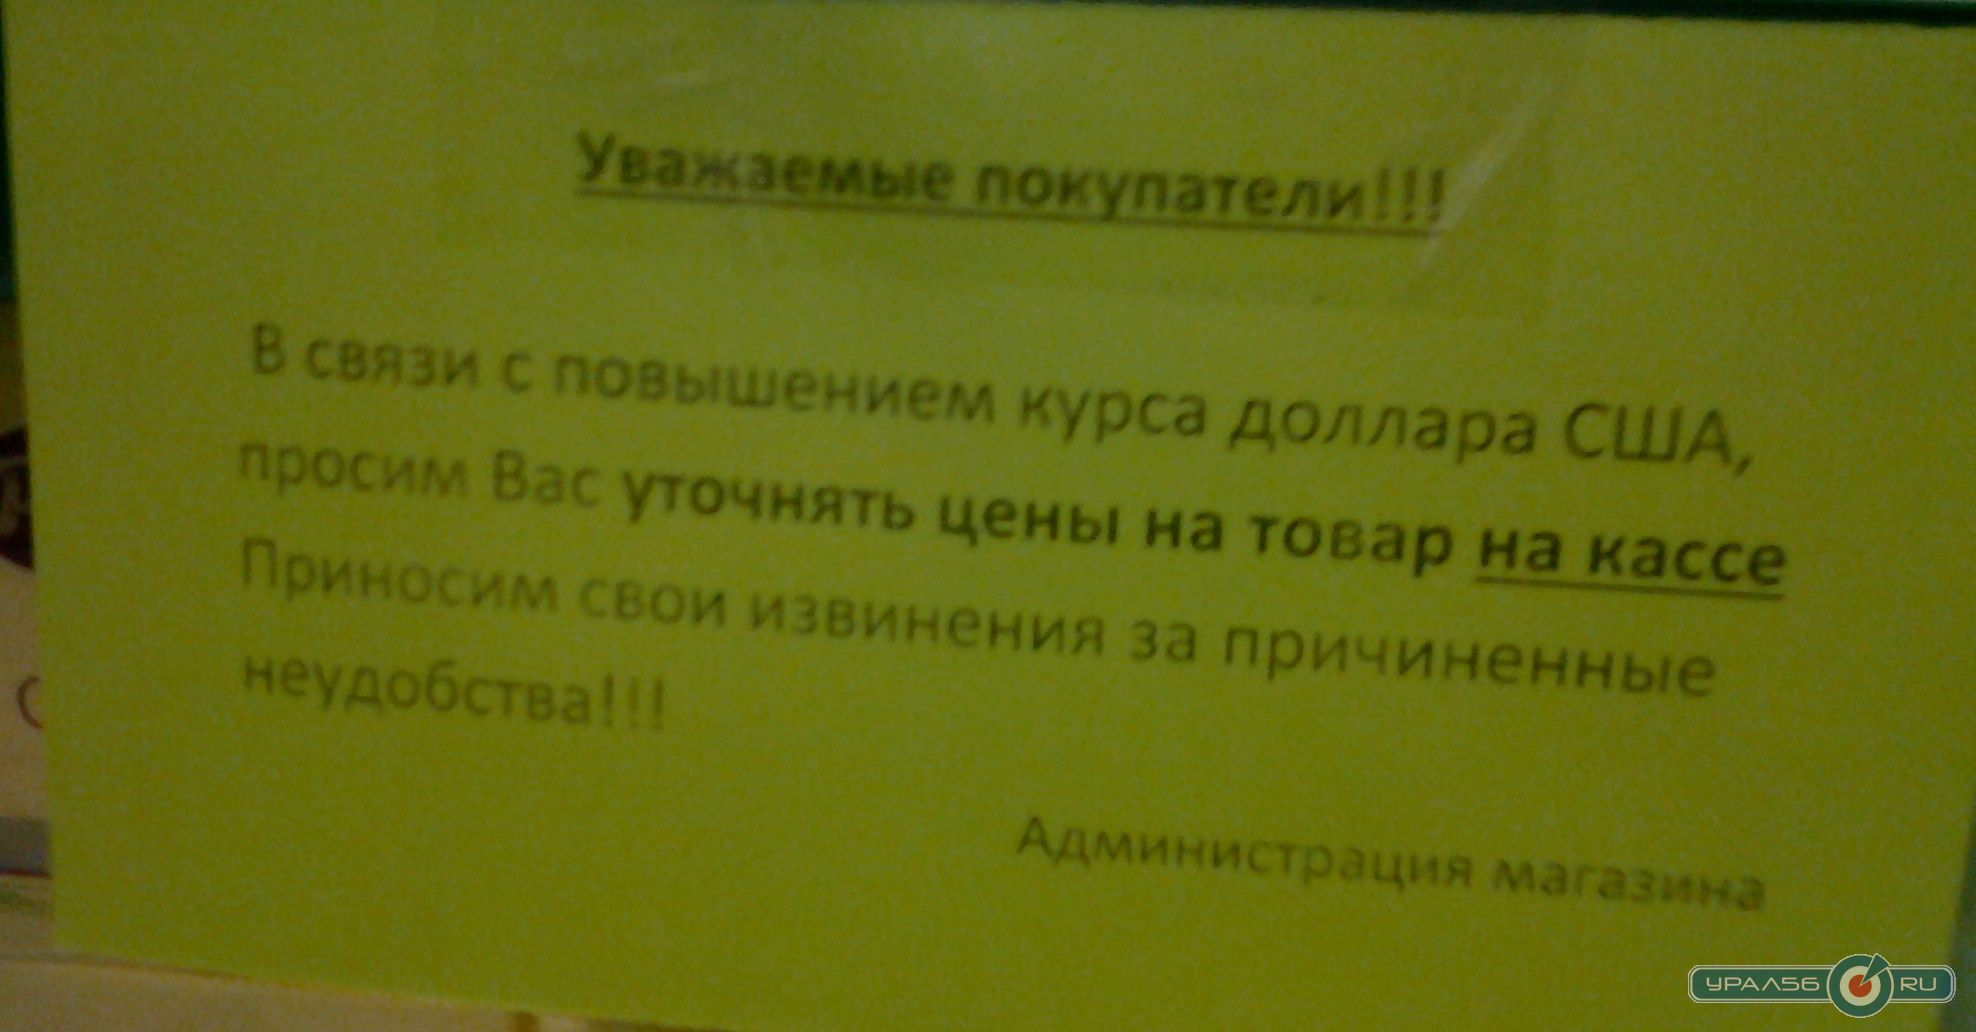 Уважаемые покупатели!!!
В связи с повышением курса доллара США,
просим Вас уточнять цены на товар на кассе
Приносим свои извинения за причиненные
неудобства!!!
Администрация магазина
УРАЛ56 RU